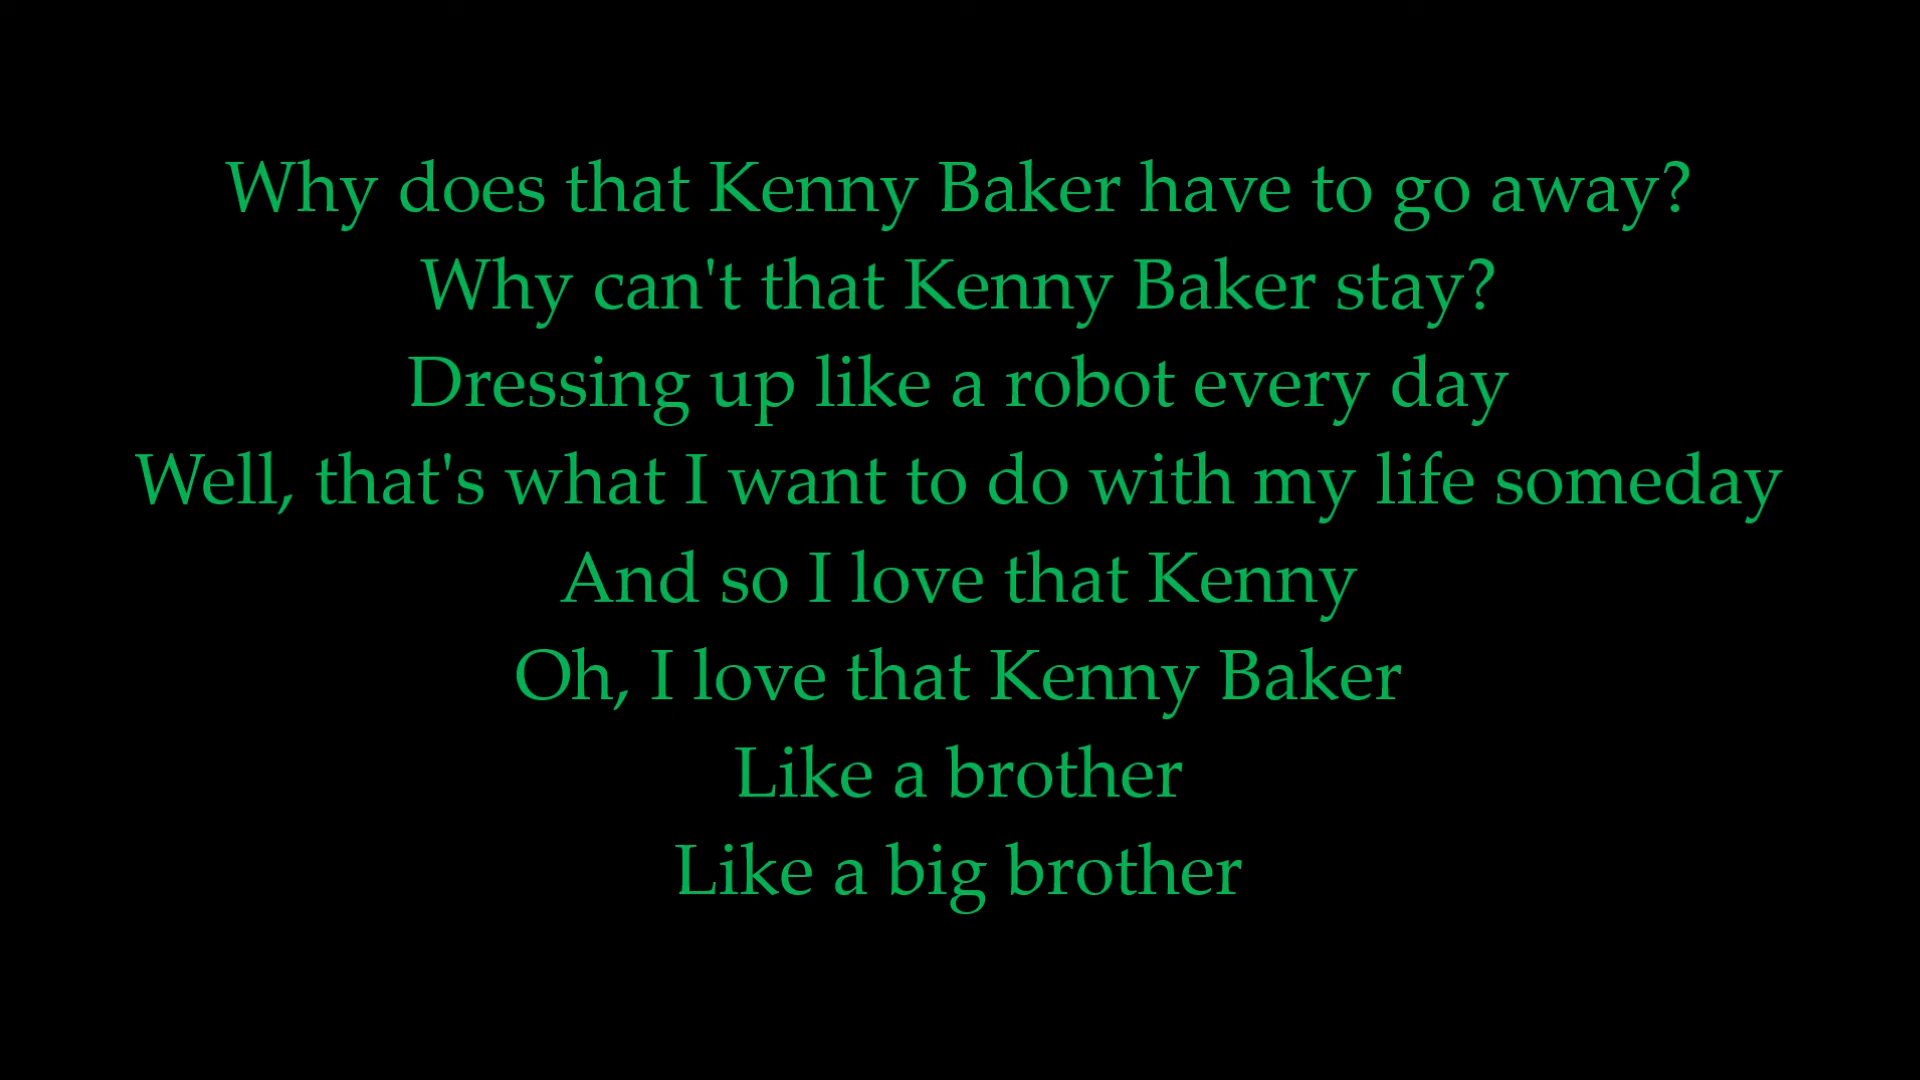 Why does that Kenny Baker have to go away?
Why can't that Kenny Baker stay?
Dressing up like a robot every day
Well, that's what I want to do with my life someday
And so I love that Kenny
Oh, I love that Kenny Baker
Like a brother
Like a big brother